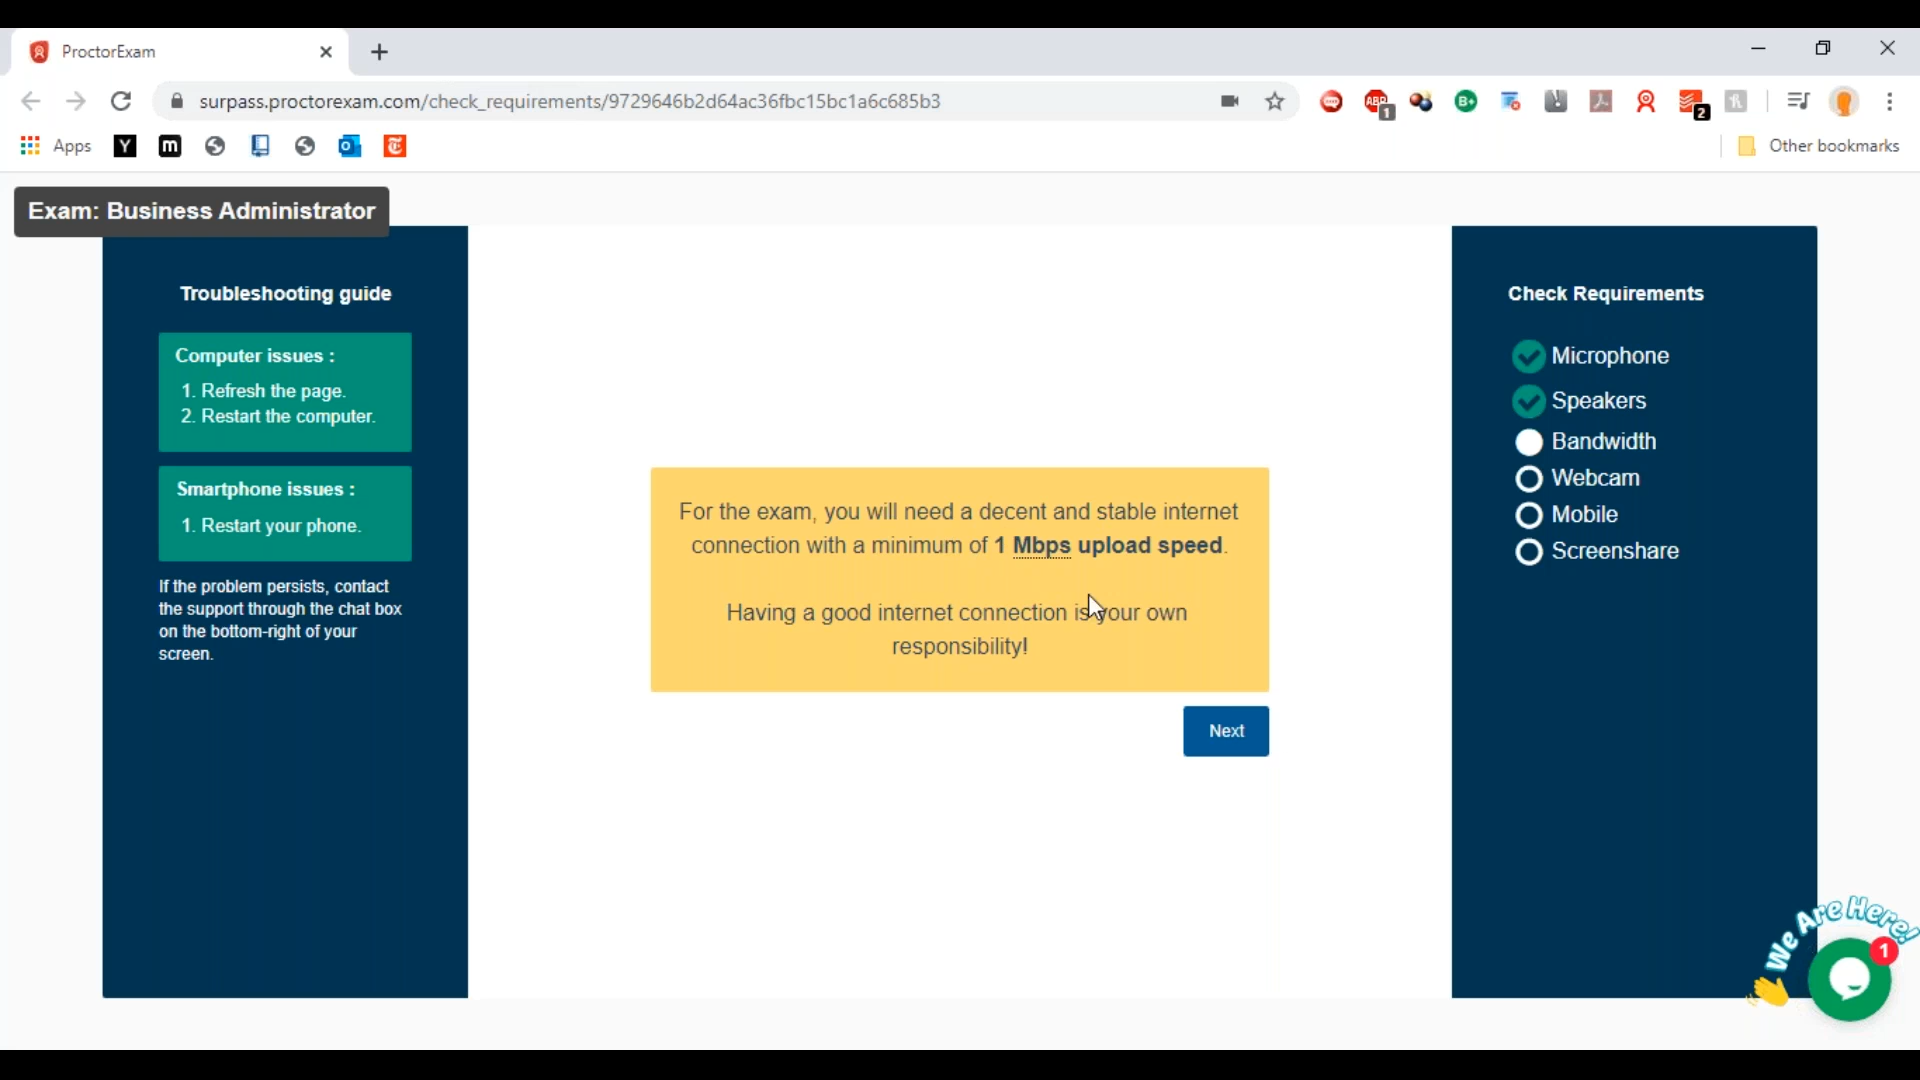 ProctorExam
surpass.proctorexam.com/check_requirements/9729646b2d64ac36fbc15bc1a6c685b3
ABP
1
B+
2
Apps
Y
m
Other bookmarks
Exam: Business Administrator
Troubleshooting guide
Computer issues :
1. Refresh the page.
2. Restart the computer.
Smartphone issues :
1. Restart your phone.
If the problem persists, contact
the support through the chat box
on the bottom-right of your
screen.
For the exam, you will need a decent and stable internet
connection with a minimum of 1 Mbps upload speed.
Having a good internet connection is your own
responsibility!
Next
Check Requirements
Microphone
Speakers
Bandwidth
Webcam
Mobile
Screenshare
We Are Here!
1